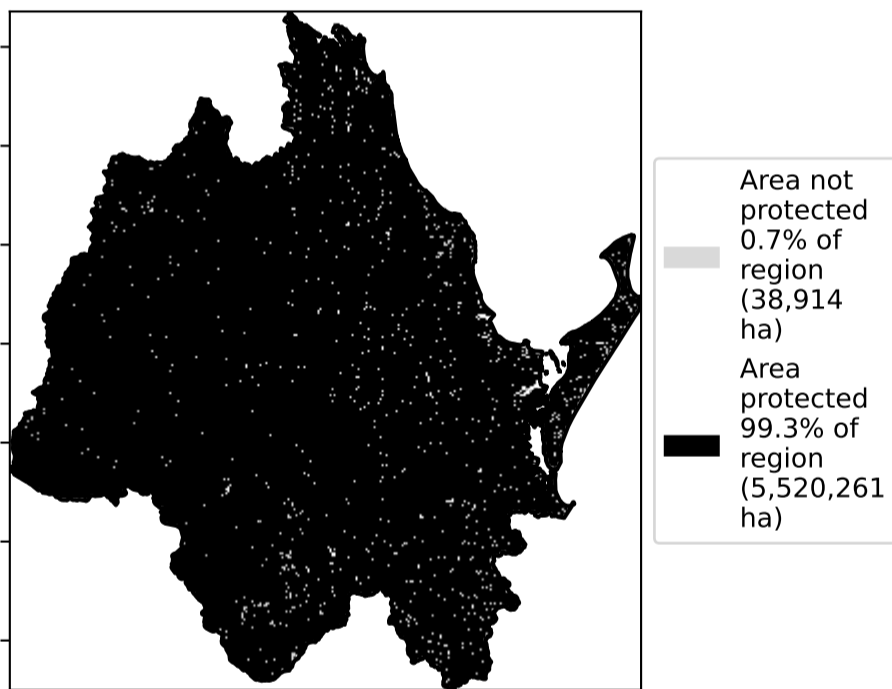 Area not
protected
0.7% of
region
(38,914
ha)
Area
protected
99.3% of
region
(5,520,261
ha)